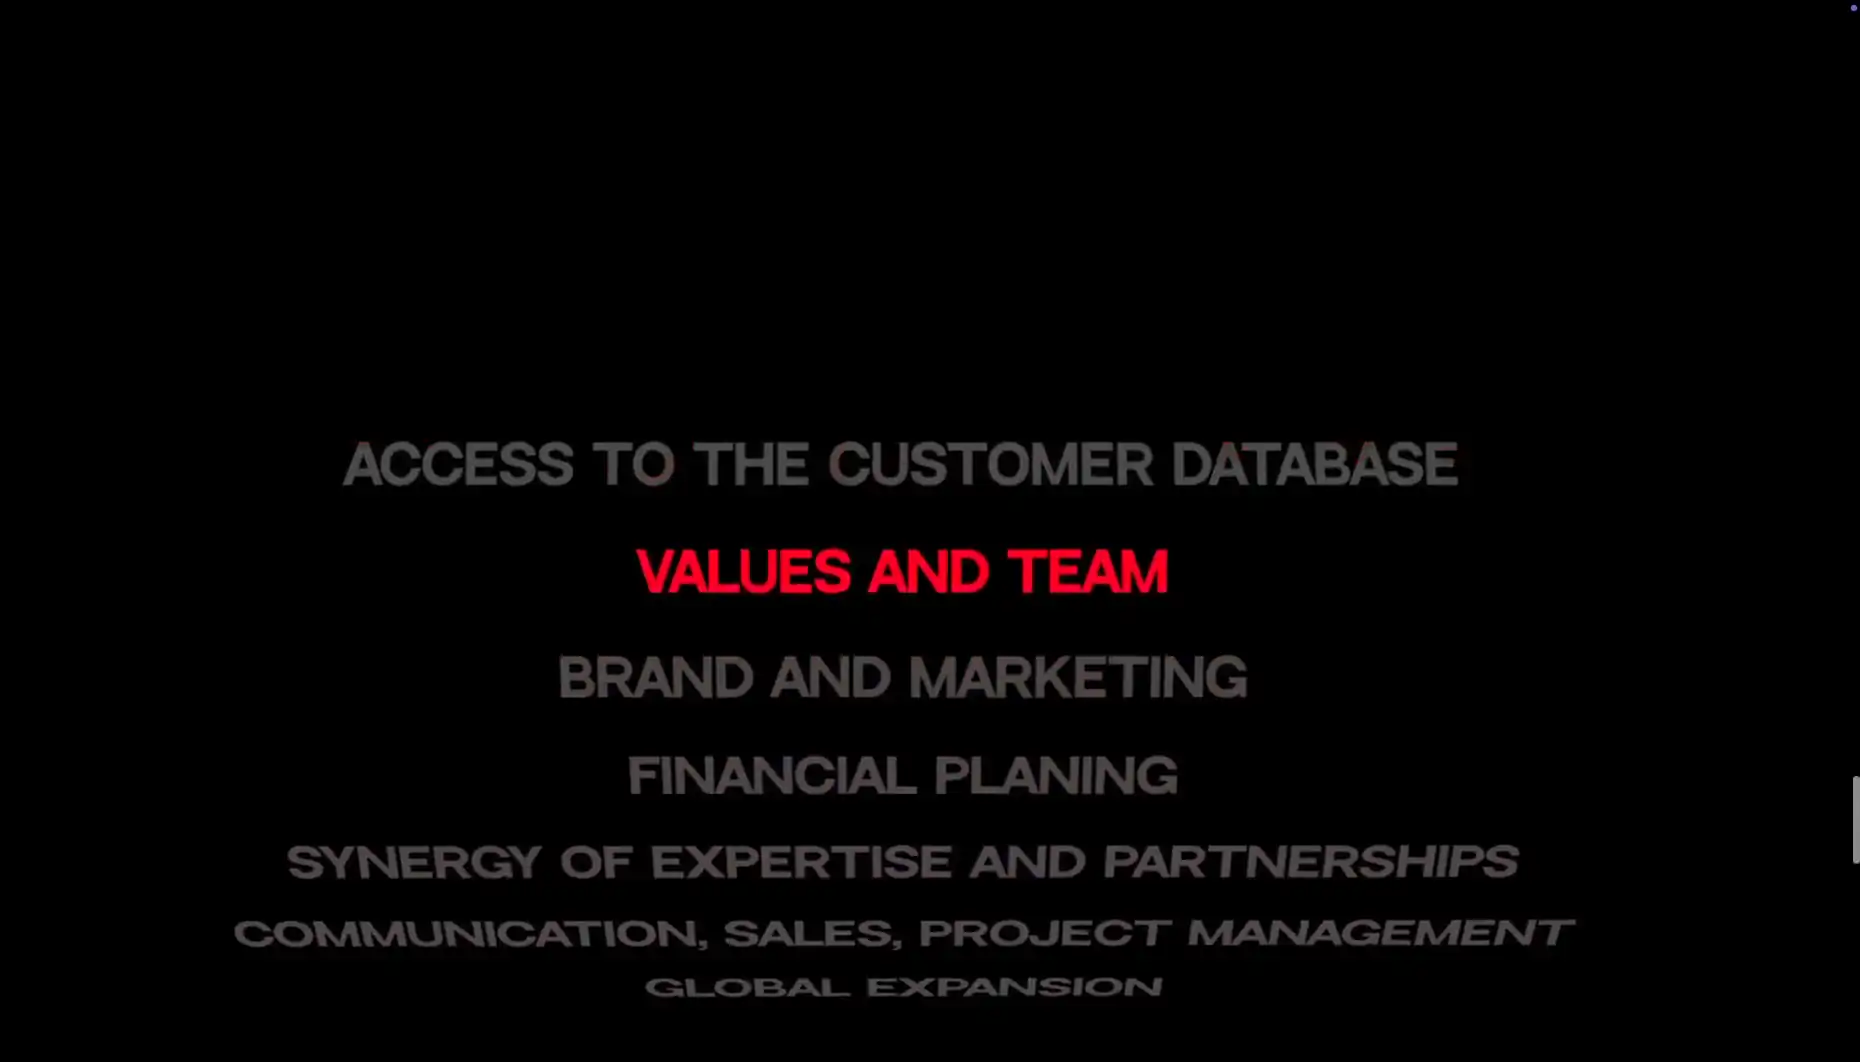 ACCESS TO THE CUSTOMER DATABASE
VALUES AND TEAM
BRAND AND MARKETING
FINANCIAL PLANING
SYNERGY OF EXPERTISE AND PARTNERSHIPS
COMMUNICATION, SALES, PROJECT MANAGEMENT
GLOBAL EXPANSION